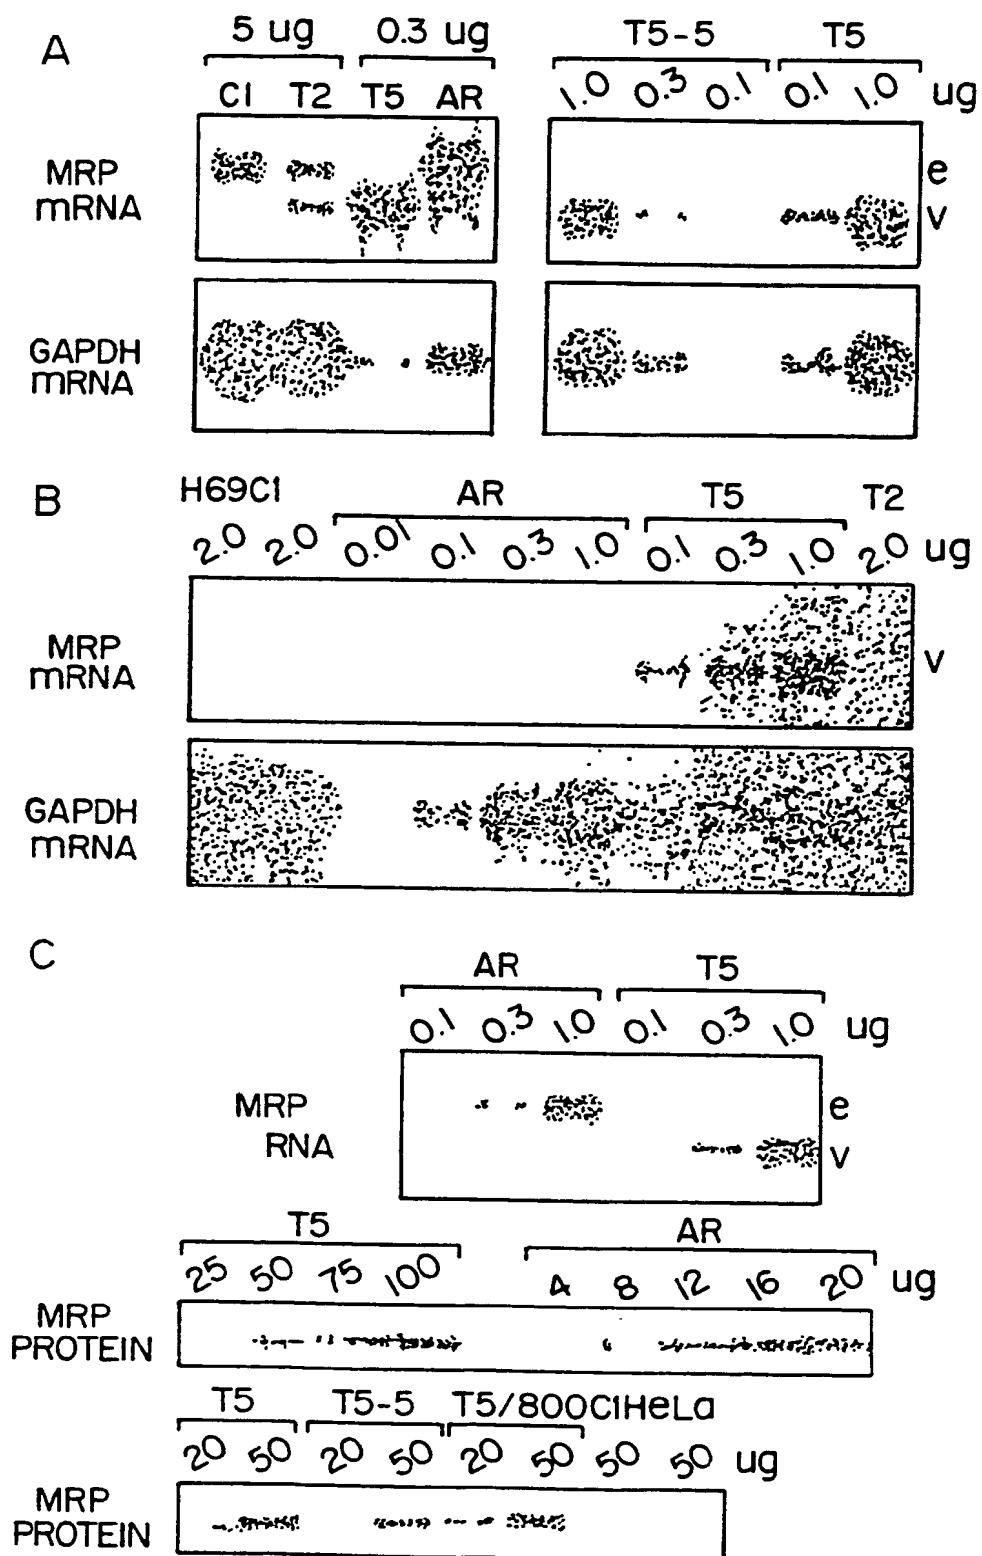 A
5 ug 0.3 ug T5-5 T5
C1 T2 T5 AR 1.0 0.3 0.1 0.1 1.0 ug
MRP
mRNA
e
v
GAPDH
mRNA
B
H69C1 AR T5 T2
2.0 2.0 0.01 0.1 0.3 1.0 0.1 0.3 1.0 2.0 ug
MRP
mRNA
v
GAPDH
mRNA
C
AR T5
0.1 0.3 1.0 0.1 0.3 1.0 ug
MRP
RNA
e
v
T5 AR
25 50 75 100 4 8 12 16 20 ug
MRP
PROTEIN
T5 T5-5 T5/800C1HeLa
20 50 20 50 20 50 50 50 ug
MRP
PROTEIN